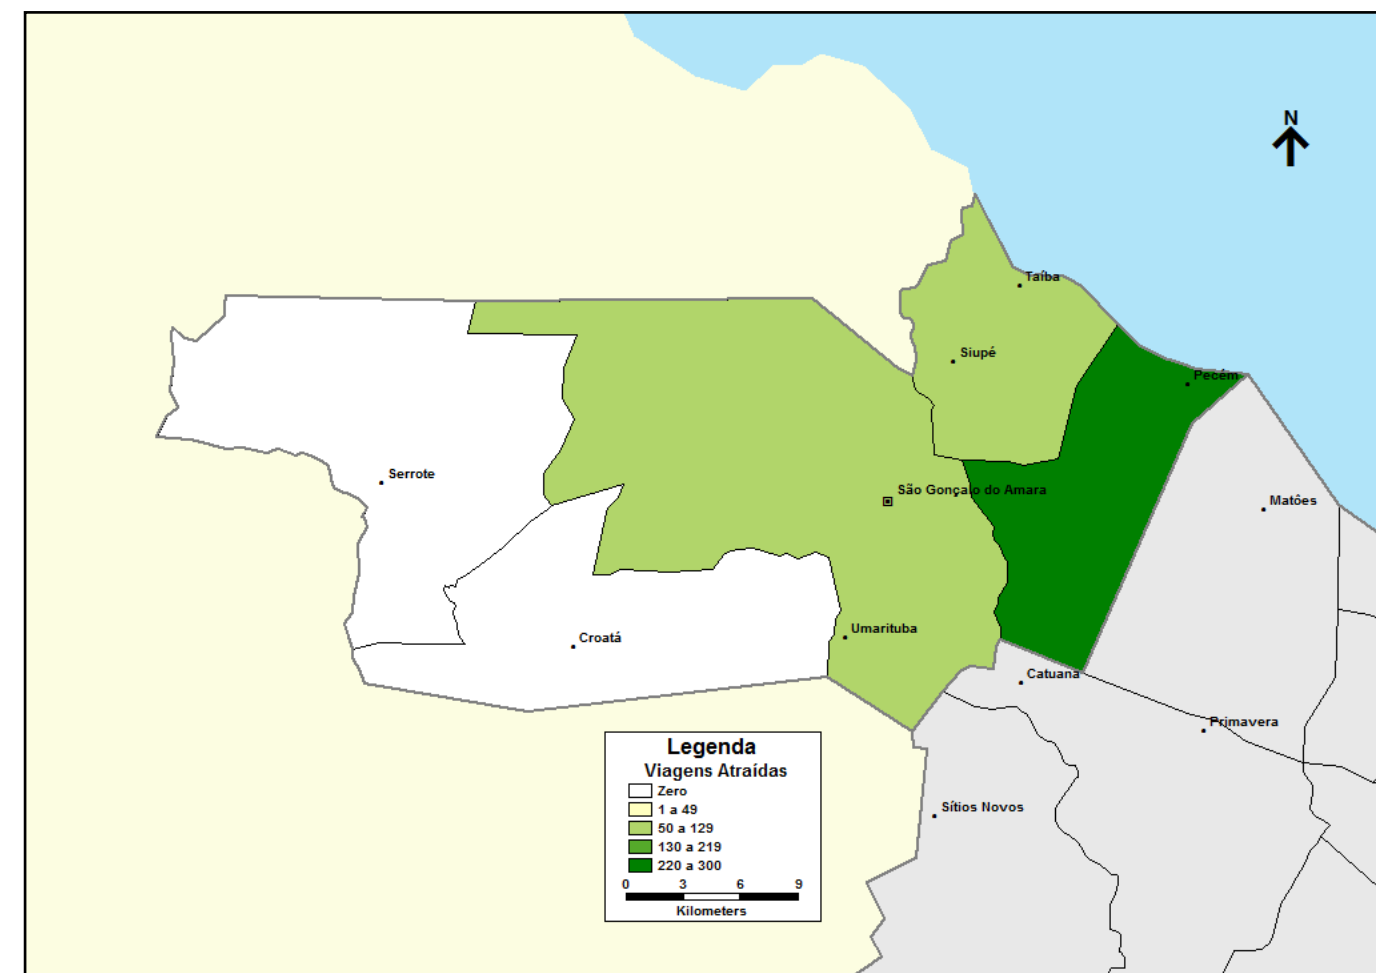 N
Taíba
Siupé
Pecém
Serrote
São Gonçalo do Amara
Matões
Croatá
Umarituba
Catuana
Primavera
Sítios Novos
Legenda
Viagens Atraídas
Zero
1 a 49
50 a 129
130 a 219
220 a 300
0 3 6 9
Kilometers